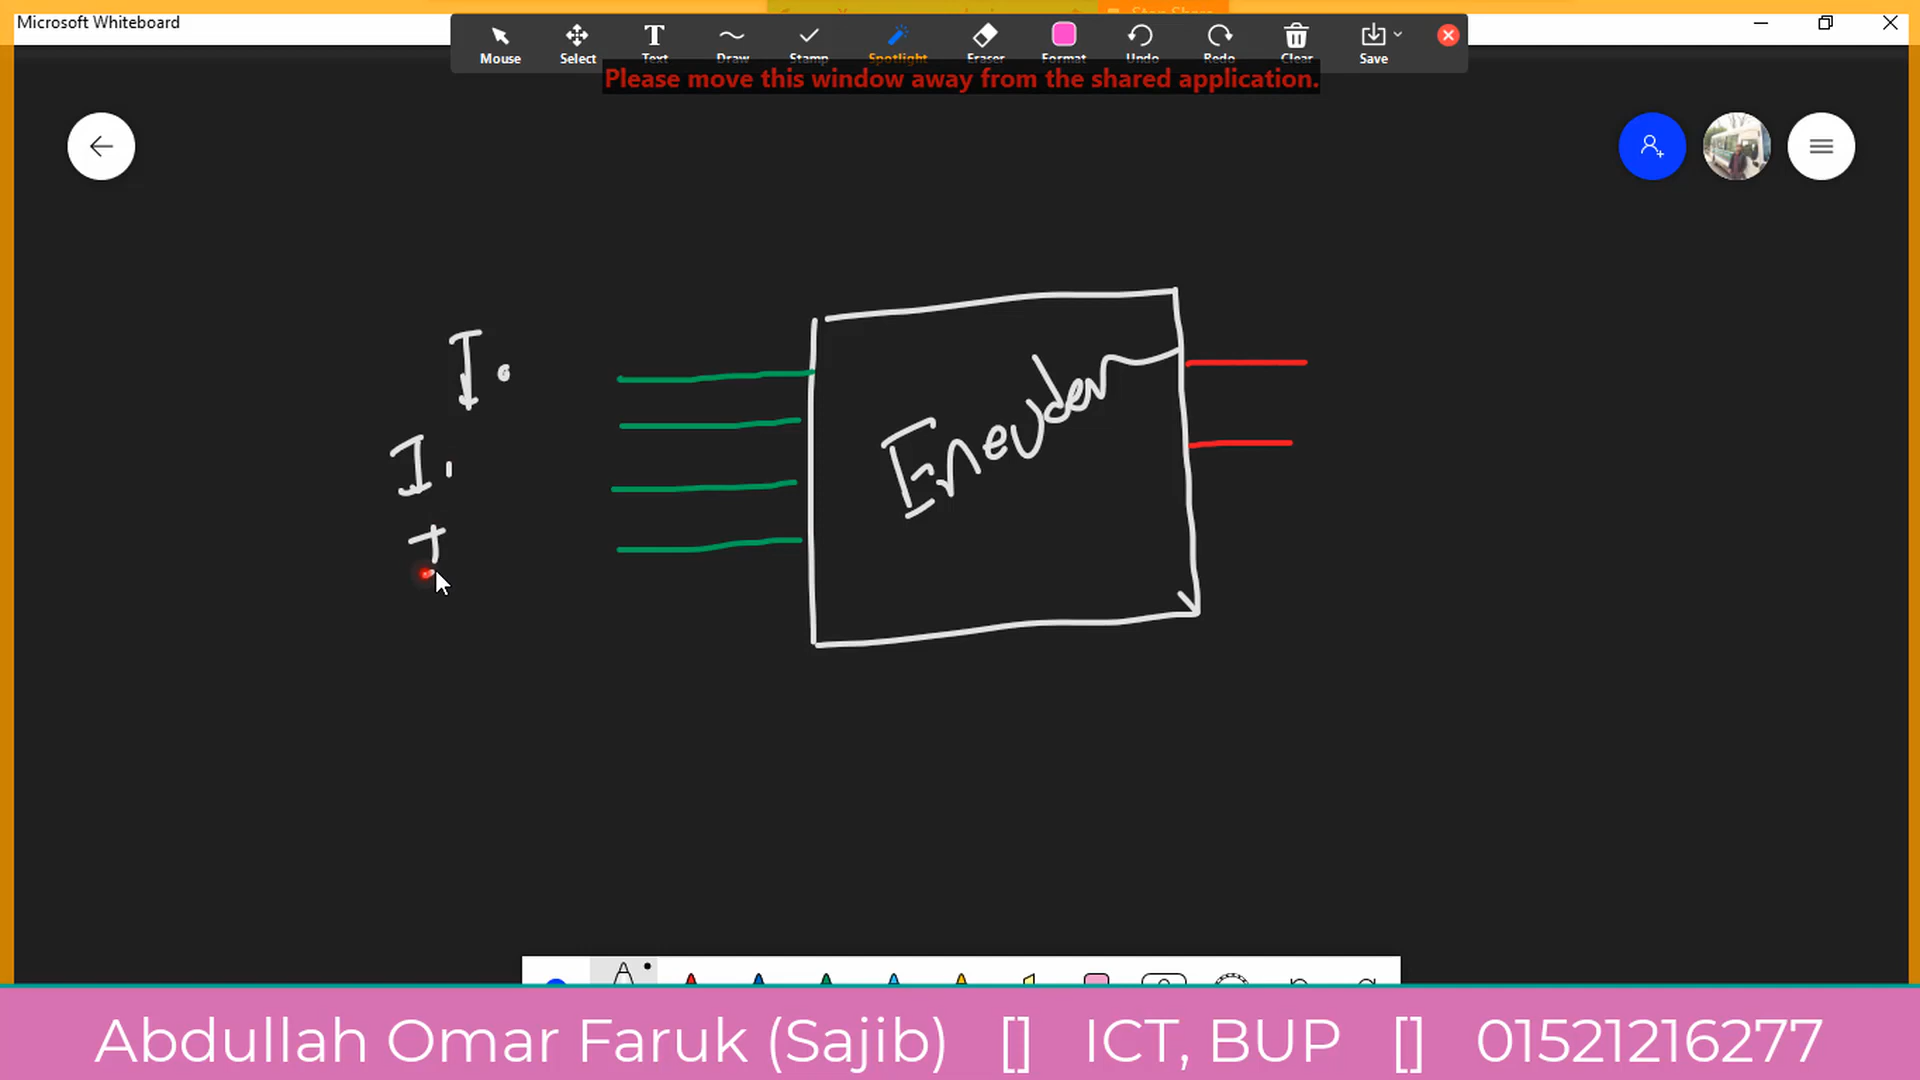 Microsoft Whiteboard
Mouse Select Text Draw Stamp Spotlight Eraser Format Undo Redo Clear Save
Please move this window away from the shared application.
I0
I1
Encoder
Abdullah Omar Faruk (Sajib) [] ICT, BUP [] 01521216277